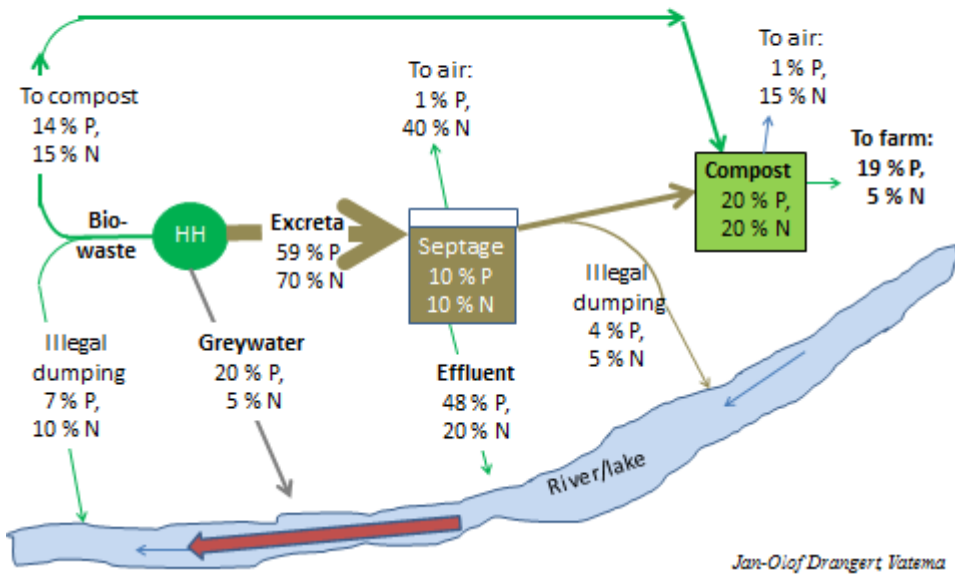 To compost
14 % P,
15 % N
Bio-
waste
HH
Excreta
59 % P
70 % N
To air:
1 % P,
40 % N
Septage
10 % P
10 % N
To air:
1 % P,
15 % N
Compost
20 % P,
20 % N
To farm:
19 % P,
5 % N
Illegal
dumping
7 % P,
10 % N
Greywater
20 % P,
5 % N
Effluent
48 % P,
20 % N
Illegal
dumping
4 % P,
5 % N
River/lake
Jan-Olof Drangert, Vatema